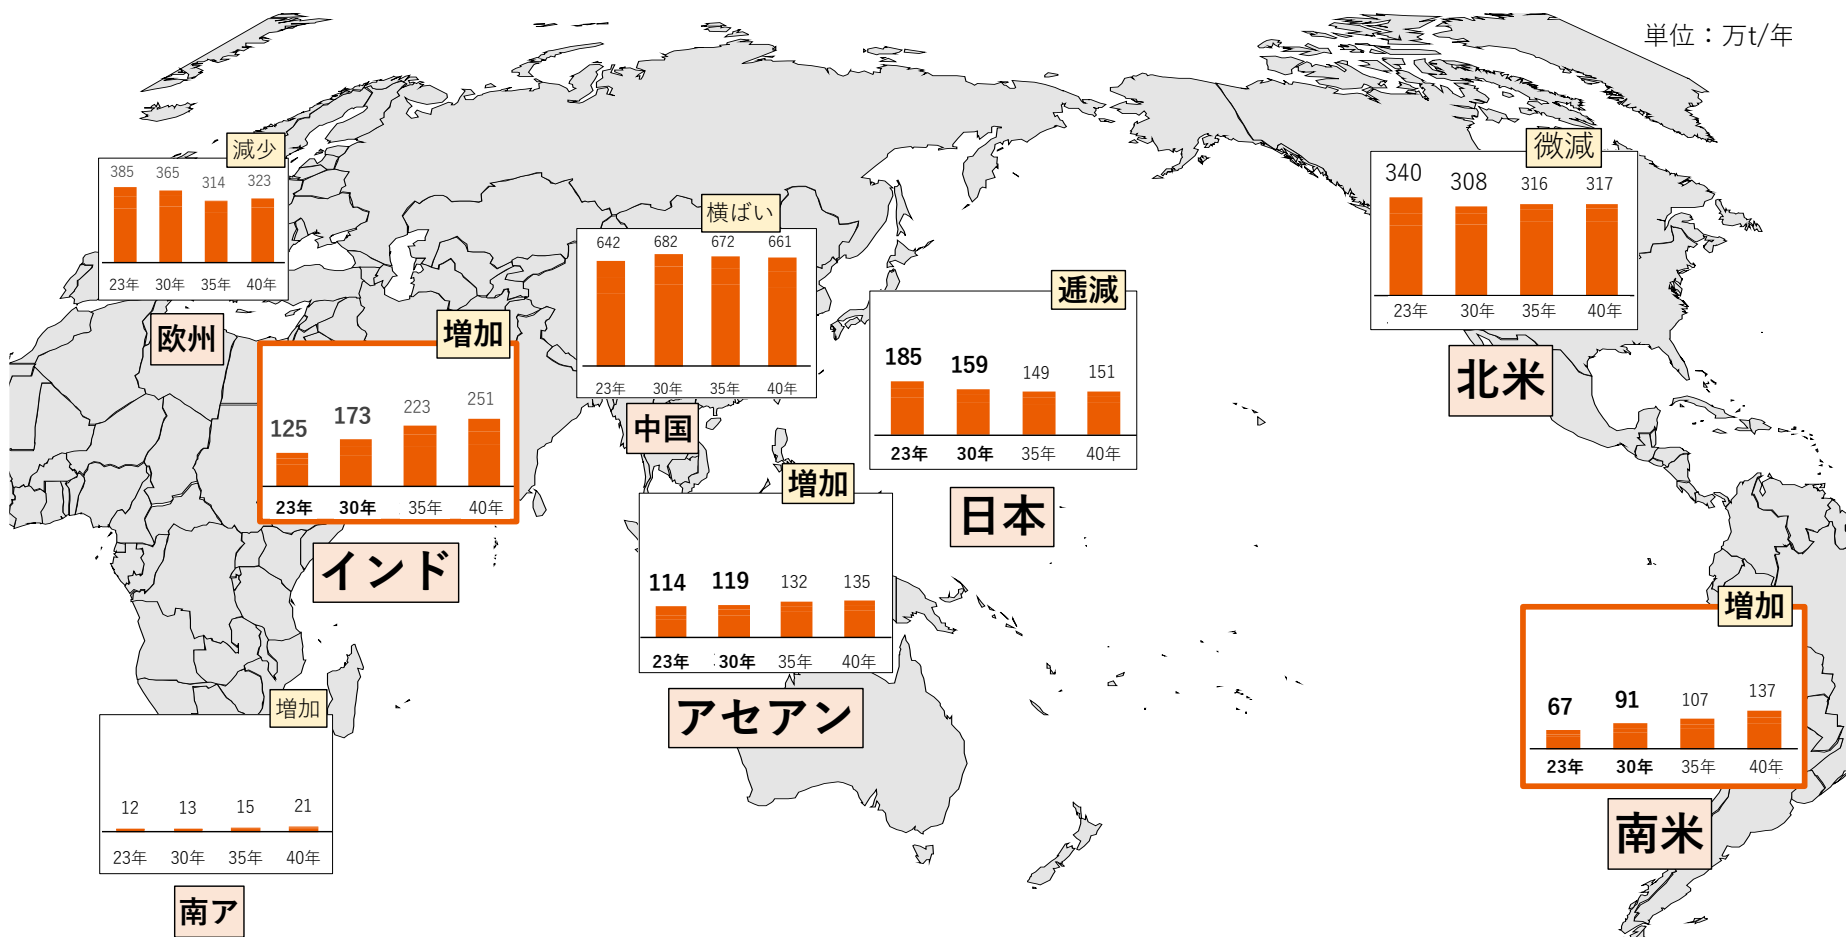 単位：万t/年
減少
385 365 314 323
23年 30年 35年 40年
欧州
横ばい
642 682 672 661
23年 30年 35年 40年
中国
微減
340 308 316 317
23年 30年 35年 40年
北米
逓減
185 159 149 151
23年 30年 35年 40年
日本
増加
125 173 223 251
23年 30年 35年 40年
インド
増加
114 119 132 135
23年 30年 35年 40年
アセアン
増加
67 91 107 137
23年 30年 35年 40年
南米
増加
12 13 15 21
23年 30年 35年 40年
南ア